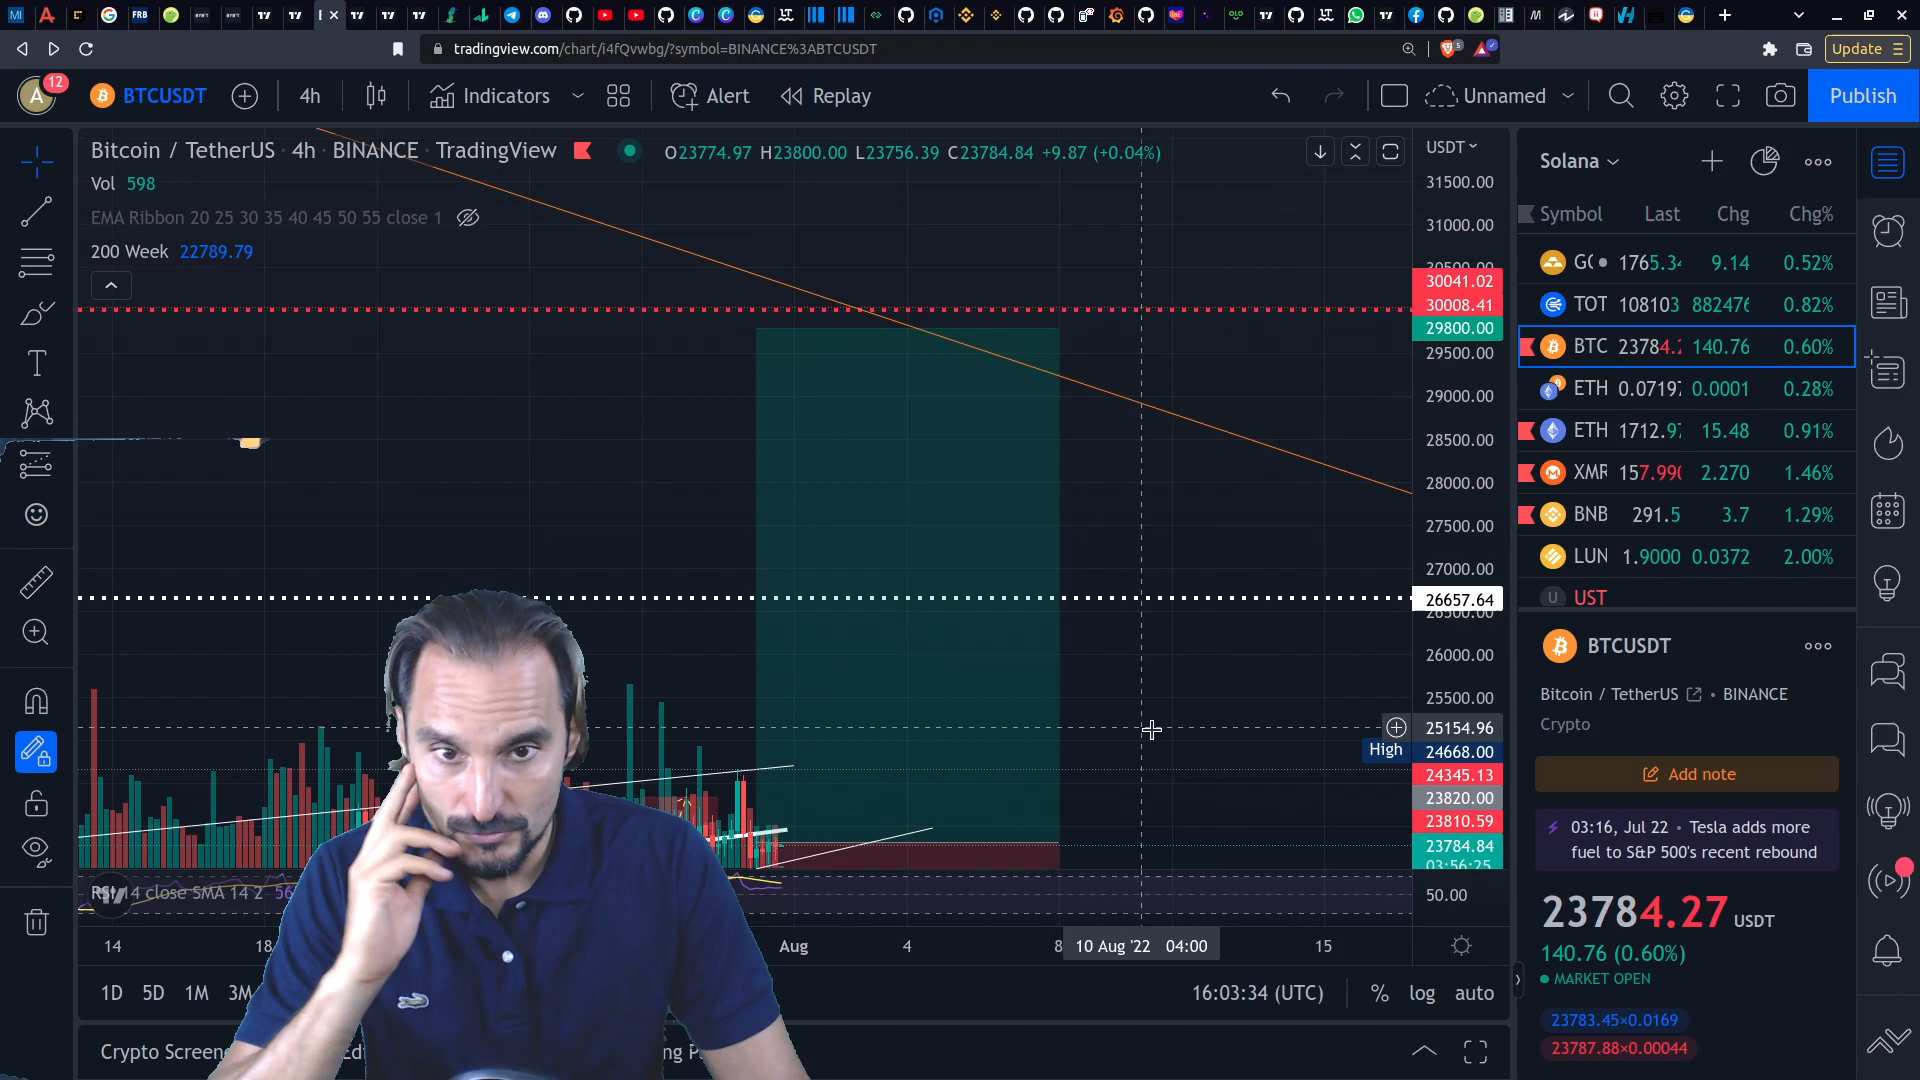 tradingview.com/chart/i4fQvwbg/?symbol=BINANCE%3ABTCUSDT
Update
A 12 BTCUSDT 4h Indicators Alert Replay Unnamed Publish
Bitcoin / TetherUS · 4h · BINANCE · TradingView O23774.97 H23800.00 L23756.39 C23784.84 +9.87 (+0.04%)
Vol 598
EMA Ribbon 20 25 30 35 40 45 50 55 close 1
200 Week 22789.79
USDT
31500.00
31000.00
30500.00
30041.02
30008.41
29800.00
29500.00
29000.00
28500.00
28000.00
27500.00
27000.00
26657.64
26500.00
26000.00
25500.00
25154.96
High 24668.00
24345.13
23820.00
23810.59
23784.84
03:56:25
50.00
RSI 14 close SMA 14 2 56
14 18 Aug 4 8 10 Aug '22 04:00 15
1D 5D 1M 3M 16:03:34 (UTC) % log auto
Crypto Screen
Solana
Symbol Last Chg Chg%
1765.34 9.14 0.52%
TOT 108103 882476 0.82%
BTC 23784.2 140.76 0.60%
ETH 0.07197 0.0001 0.28%
ETH 1712.97 15.48 0.91%
XMR 157.990 2.270 1.46%
BNB 291.5 3.7 1.29%
LUN 1.9000 0.0372 2.00%
U UST
BTCUSDT
Bitcoin / TetherUS · BINANCE
Crypto
Add note
03:16, Jul 22 · Tesla adds more
fuel to S&P 500's recent rebound
23784.27 USDT
140.76 (0.60%)
MARKET OPEN
23783.45×0.0169
23787.88×0.00044